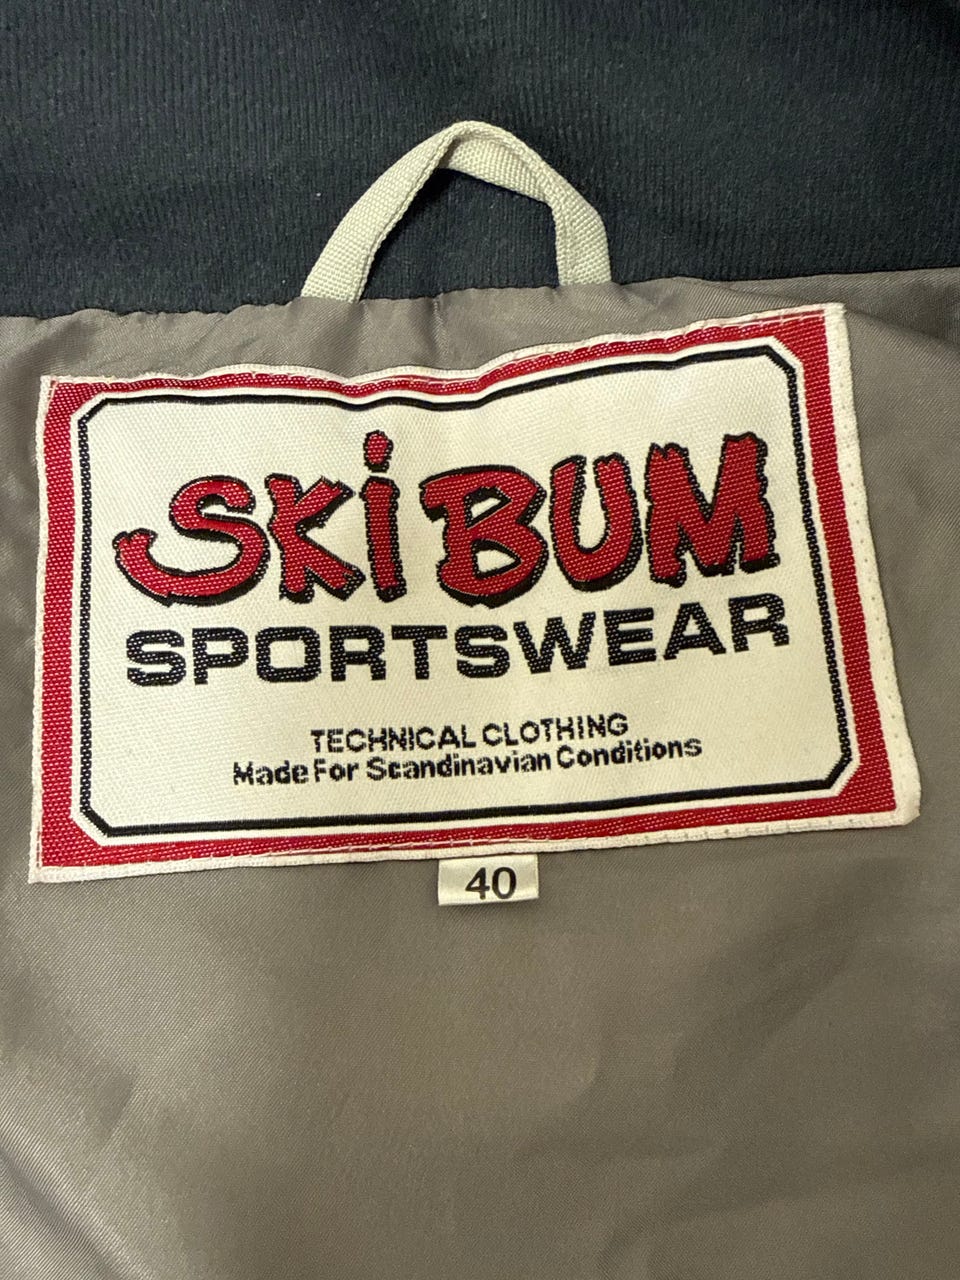 SKiBUM
SPORTSWEAR
TECHNICAL CLOTHING
Made For Scandinavian Conditions
40